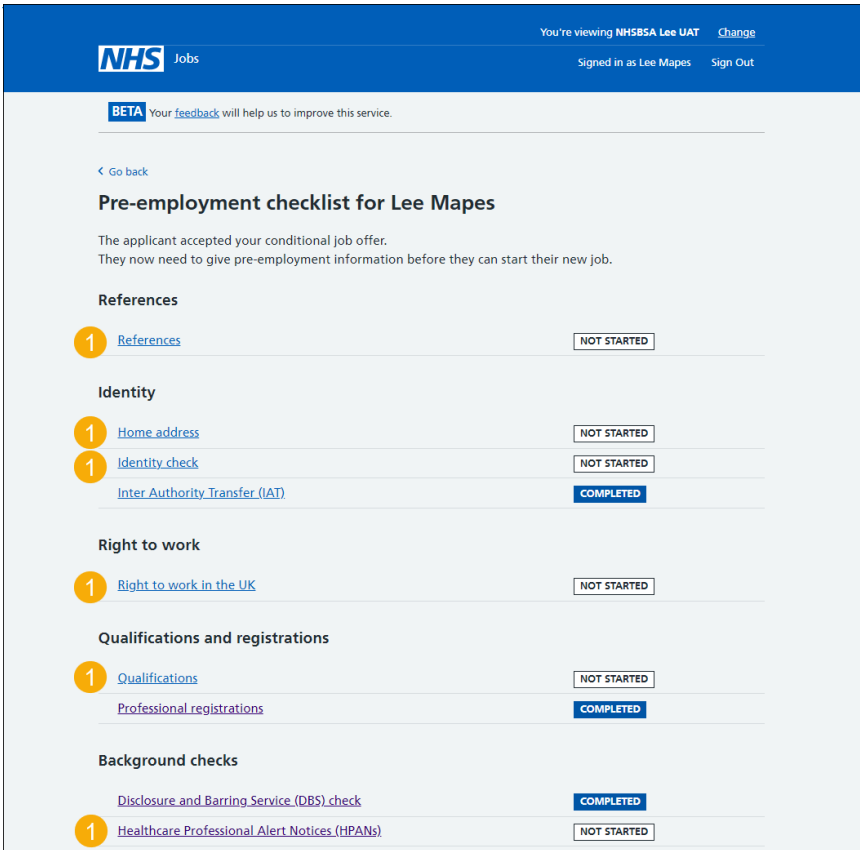 You're viewing NHSBSA Lee UAT Change
NHS Jobs
Signed in as Lee Mapes Sign Out
BETA Your feedback will help us to improve this service.
Go back
Pre-employment checklist for Lee Mapes
The applicant accepted your conditional job offer.
They now need to give pre-employment information before they can start their new job.
References
1 References NOT STARTED
Identity
1 Home address NOT STARTED
1 Identity check NOT STARTED
Inter Authority Transfer (IAT) COMPLETED
Right to work
1 Right to work in the UK NOT STARTED
Qualifications and registrations
1 Qualifications NOT STARTED
Professional registrations COMPLETED
Background checks
Disclosure and Barring Service (DBS) check COMPLETED
1 Healthcare Professional Alert Notices (HPANs) NOT STARTED